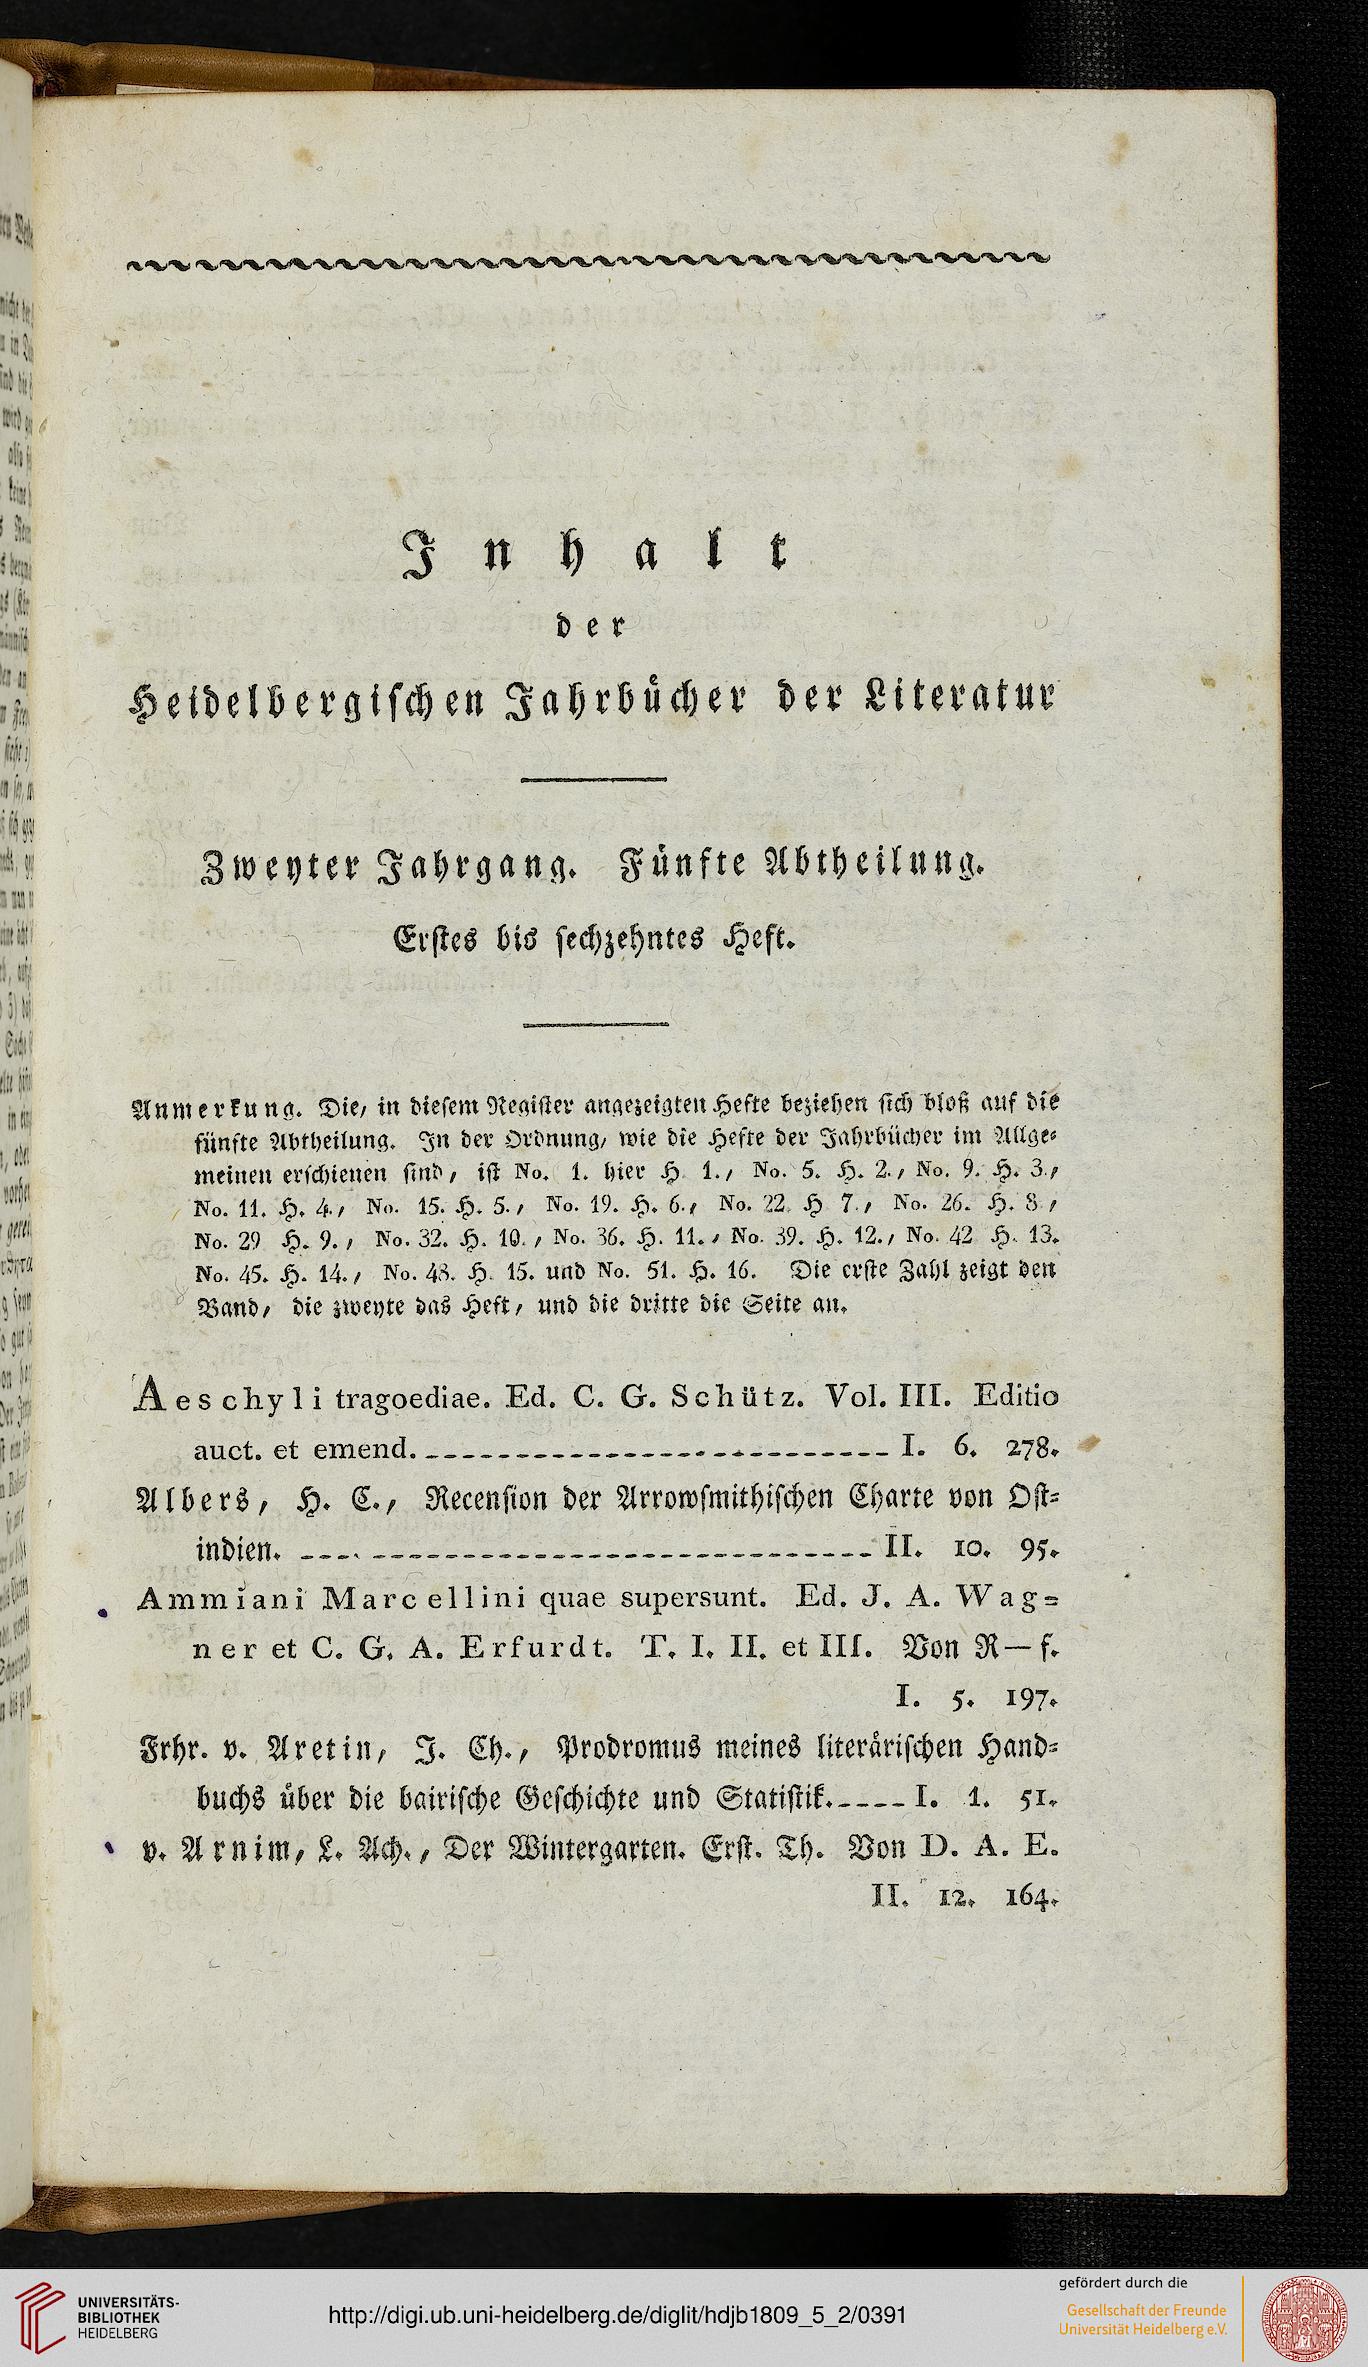 Inhalt
der
Heidelbergischen Jahrbücher der Literatur
Zweyter Jahrgang. Fünfte Abtheilung.
Erstes bis sechzehntes Heft.
Anmerkung. Die, in diesem Register angezeigten Hefte beziehen sich bloß auf die
fünfte Abtheilung. In der Ordnung, wie die Hefte der Jahrbücher im Allge-
meinen erschienen sind, ist No. 1. hier H. 1., No. 5. H. 2., No. 9. H. 3.,
No. 11. H. 4., No. 15. H. 5., No. 19. H. 6., No. 22. H 7., No. 26. H. 8.,
No. 29 H. 9., No. 32. H. 10., No. 36. H. 11., No. 39. H. 12., No. 42 H. 13.
No. 45. H. 14., No. 48. H. 15. und No. 51. H. 16. Die erste Zahl zeigt den
Band, die zweyte das Heft, und die dritte die Seite an.
Aeschyli tragoediae. Ed. C. G. Schütz. Vol. III. Editio
auct. et emend. I. 6. 278.
Albers, H. C., Recension der Arrowsmithischen Charte von Ost-
indien. II. 10. 95.
Ammiani Marcellini quae supersunt. Ed. J. A. Wag-
ner et C. G. A. Erfurdt. T. I. II. et III. Von R—s.
I. 5. 197.
Frhr. v. Aretin, J. Ch., Prodromus meines literärischen Hand-
buchs über die bairische Geschichte und Statistik. I. 1. 51.
v. Arnim, L. Ach., Der Wintergarten. Erst. Th. Von D. A. E.
II. 12. 164.
UNIVERSITÄTS-
BIBLIOTHEK
HEIDELBERG
http://digi.ub.uni-heidelberg.de/diglit/hdjb1809_5_2/0391
gefördert durch die
Gesellschaft der Freunde
Universität Heidelberg e.V.